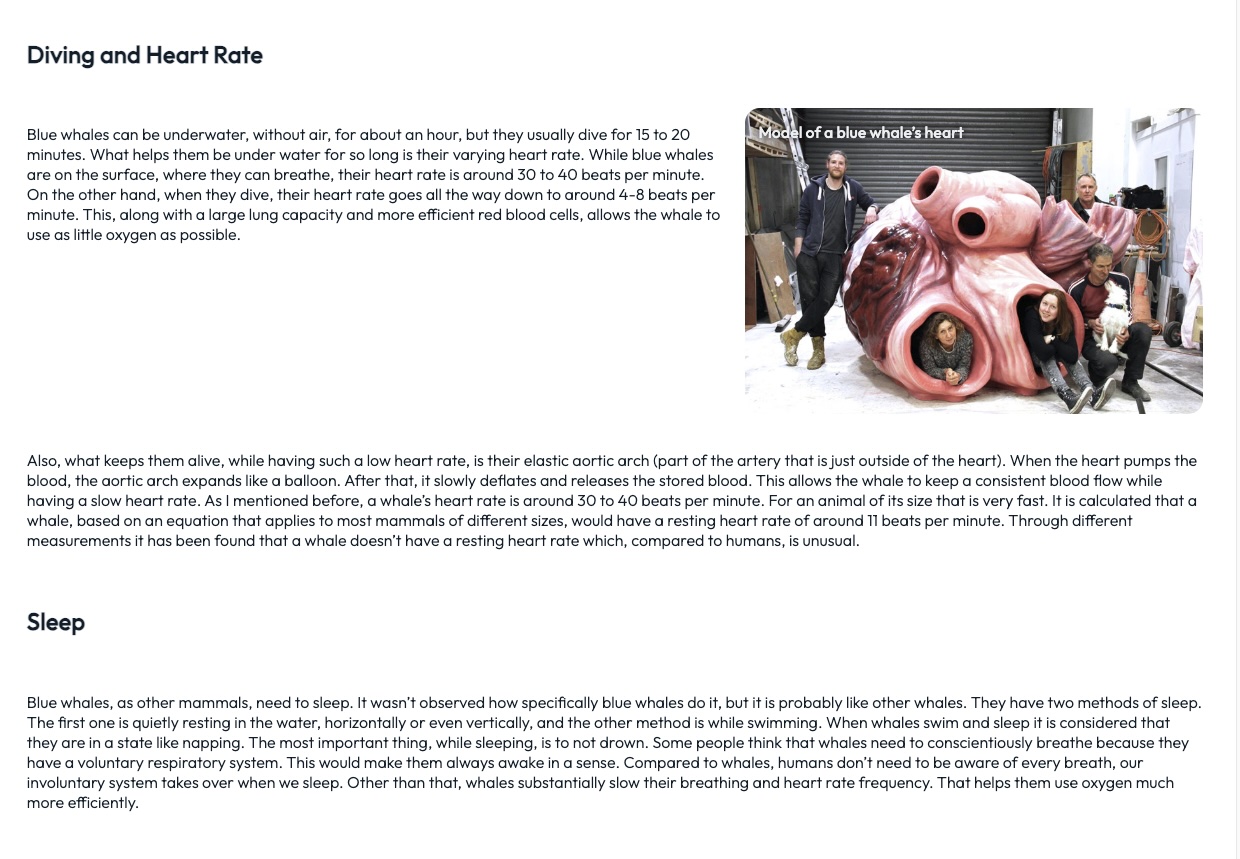 Diving and Heart Rate
Blue whales can be underwater, without air, for about an hour, but they usually dive for 15 to 20
minutes. What helps them be under water for so long is their varying heart rate. While blue whales
are on the surface, where they can breathe, their heart rate is around 30 to 40 beats per minute.
On the other hand, when they dive, their heart rate goes all the way down to around 4-8 beats per
minute. This, along with a large lung capacity and more efficient red blood cells, allows the whale to
use as little oxygen as possible.
Model of a blue whale's heart
Also, what keeps them alive, while having such a low heart rate, is their elastic aortic arch (part of the artery that is just outside of the heart). When the heart pumps the
blood, the aortic arch expands like a balloon. After that, it slowly deflates and releases the stored blood. This allows the whale to keep a consistent blood flow while
having a slow heart rate. As I mentioned before, a whale's heart rate is around 30 to 40 beats per minute. For an animal of its size that is very fast. It is calculated that a
whale, based on an equation that applies to most mammals of different sizes, would have a resting heart rate of around 11 beats per minute. Through different
measurements it has been found that a whale doesn't have a resting heart rate which, compared to humans, is unusual.
Sleep
Blue whales, as other mammals, need to sleep. It wasn't observed how specifically blue whales do it, but it is probably like other whales. They have two methods of sleep.
The first one is quietly resting in the water, horizontally or even vertically, and the other method is while swimming. When whales swim and sleep it is considered that
they are in a state like napping. The most important thing, while sleeping, is to not drown. Some people think that whales need to conscientiously breathe because they
have a voluntary respiratory system. This would make them always awake in a sense. Compared to whales, humans don't need to be aware of every breath, our
involuntary system takes over when we sleep. Other than that, whales substantially slow their breathing and heart rate frequency. That helps them use oxygen much
more efficiently.